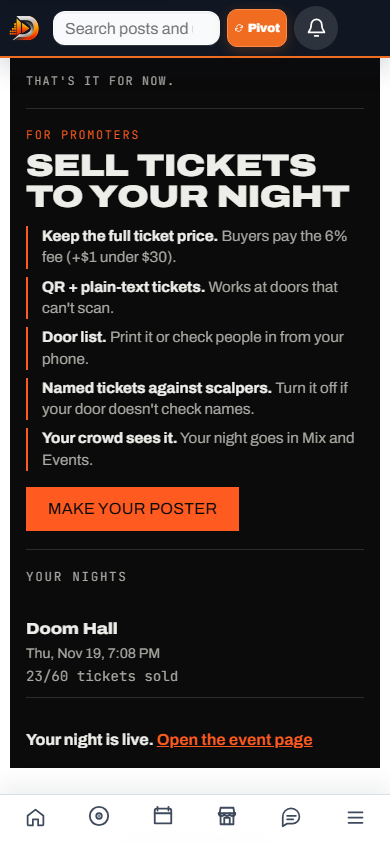 Search posts and
Pivot
THAT'S IT FOR NOW.
FOR PROMOTERS
SELL TICKETS
TO YOUR NIGHT
Keep the full ticket price. Buyers pay the 6%
fee (+$1 under $30).
QR + plain-text tickets. Works at doors that
can't scan.
Door list. Print it or check people in from your
phone.
Named tickets against scalpers. Turn it off if
your door doesn't check names.
Your crowd sees it. Your night goes in Mix and
Events.
MAKE YOUR POSTER
YOUR NIGHTS
Doom Hall
Thu, Nov 19, 7:08 PM
23/60 tickets sold
Your night is live. Open the event page